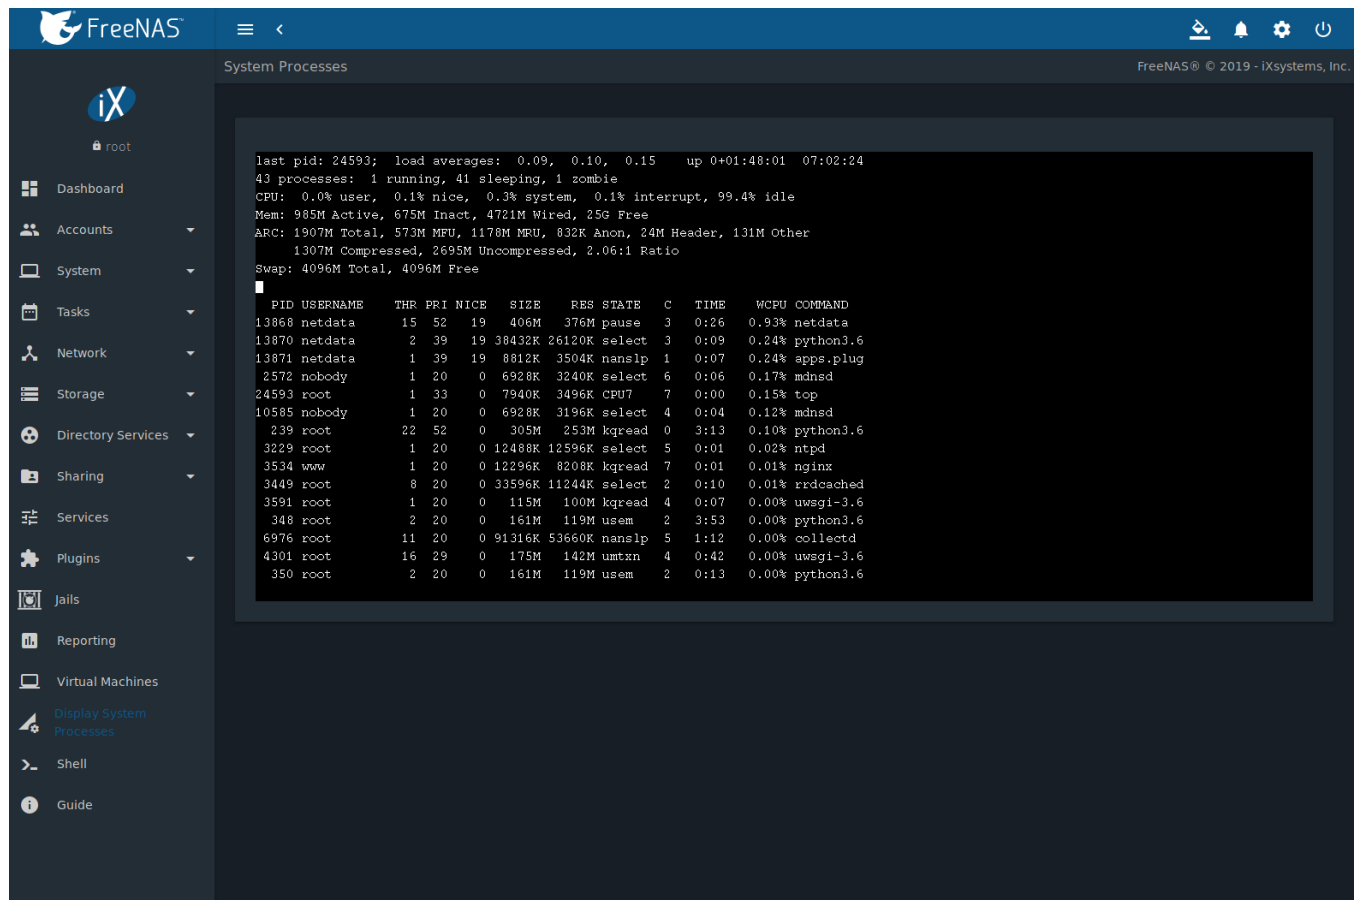 FreeNAS™
System Processes
FreeNAS® © 2019 - iXsystems, Inc.
iX
root
Dashboard
Accounts
System
Tasks
Network
Storage
Directory Services
Sharing
Services
Plugins
Jails
Reporting
Virtual Machines
Display System
Processes
Shell
Guide
last pid: 24593;  load averages:  0.09,  0.10,  0.15    up 0+01:48:01  07:02:24
43 processes:  1 running, 41 sleeping, 1 zombie
CPU:  0.0% user,  0.1% nice,  0.3% system,  0.1% interrupt, 99.4% idle
Mem: 985M Active, 675M Inact, 4721M Wired, 25G Free
ARC: 1907M Total, 573M MFU, 1178M MRU, 832K Anon, 24M Header, 131M Other
1307M Compressed, 2695M Uncompressed, 2.06:1 Ratio
Swap: 4096M Total, 4096M Free
PID USERNAME    THR PRI NICE   SIZE    RES STATE   C   TIME    WCPU COMMAND
13868 netdata      15  52   19   406M   376M pause   3   0:26   0.93% netdata
13870 netdata       2  39   19 38432K 26120K select  3   0:09   0.24% python3.6
13871 netdata       1  39   19  8812K  3504K nanslp  1   0:07   0.24% apps.plug
2572 nobody        1  20    0  6928K  3240K select  6   0:06   0.17% mdnsd
24593 root          1  33    0  7940K  3496K CPU7    7   0:00   0.15% top
10585 nobody        1  20    0  6928K  3196K select  4   0:04   0.12% mdnsd
239 root         22  52    0   305M   253M kqread  0   3:13   0.10% python3.6
3229 root          1  20    0 12488K 12596K select  5   0:01   0.02% ntpd
3534 www           1  20    0 12296K  8208K kqread  7   0:01   0.01% nginx
3449 root          8  20    0 33596K 11244K select  2   0:10   0.01% rrdcached
3591 root          1  20    0   115M   100M kqread  4   0:07   0.00% uwsgi-3.6
348 root          2  20    0   161M   119M usem    2   3:53   0.00% python3.6
6976 root         11  20    0 91316K 53660K nanslp  5   1:12   0.00% collectd
4301 root         16  29    0   175M   142M umtxn   4   0:42   0.00% uwsgi-3.6
350 root          2  20    0   161M   119M usem    2   0:13   0.00% python3.6